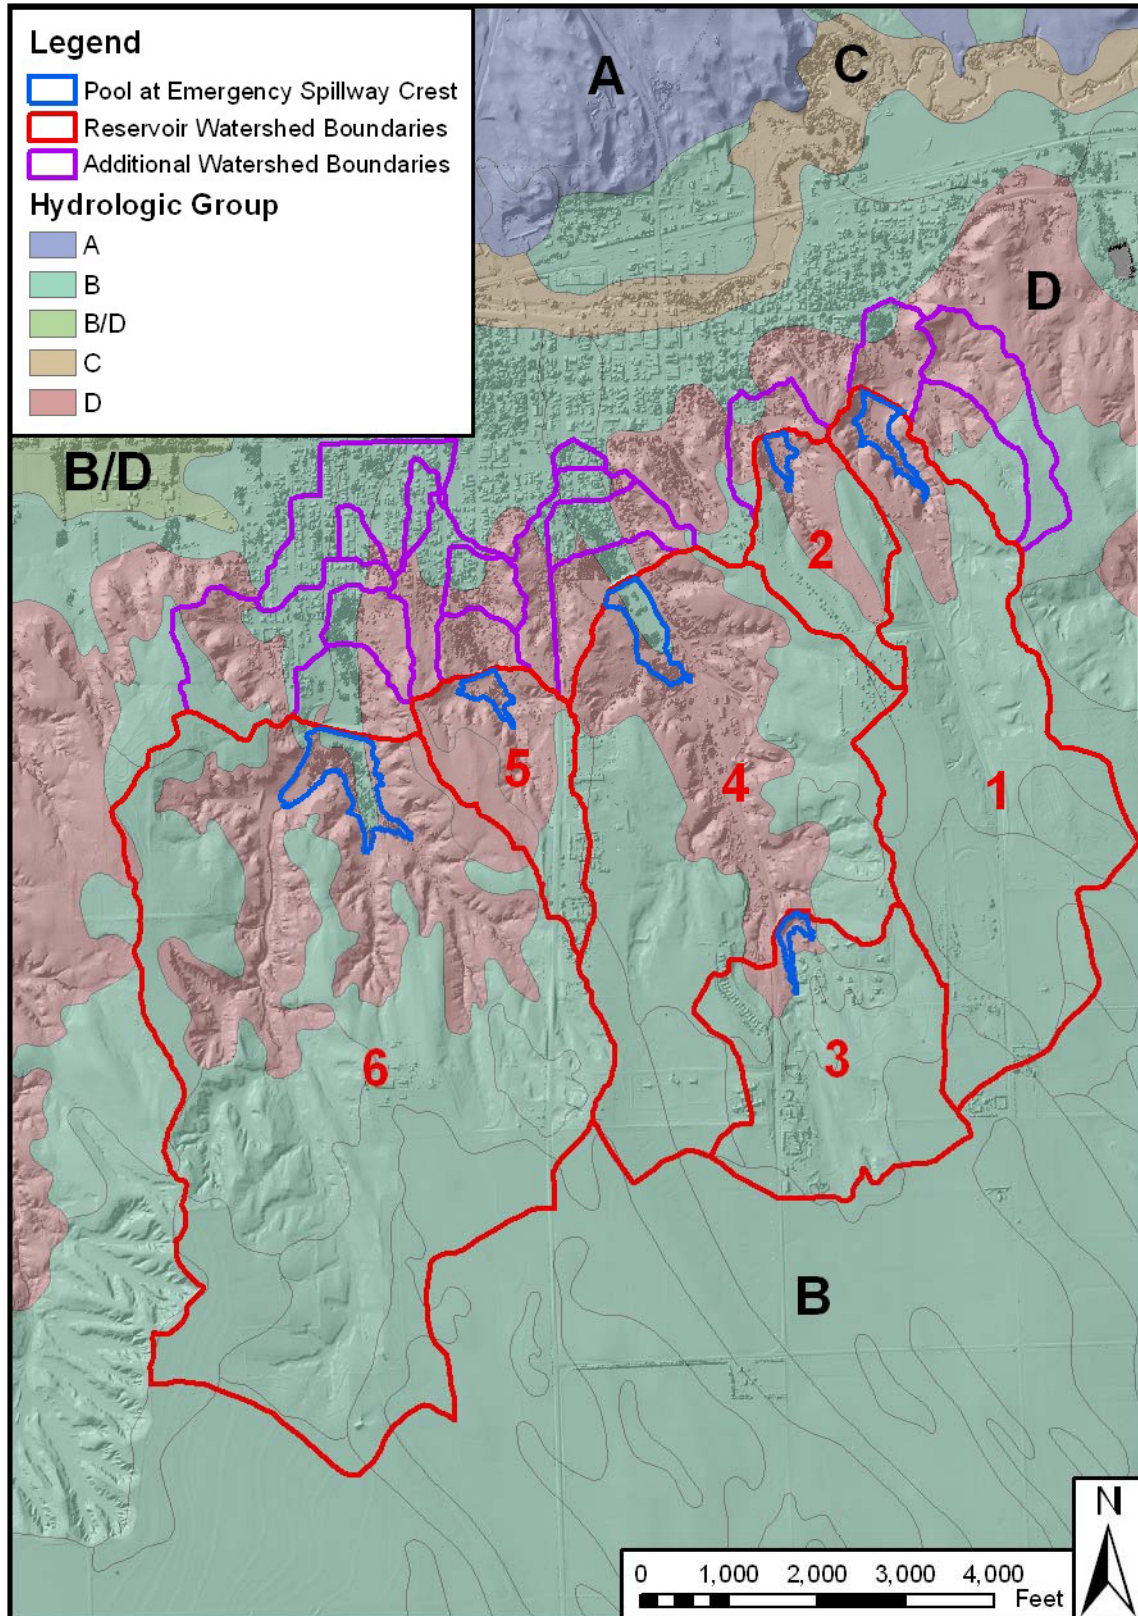 Legend
Pool at Emergency Spillway Crest
Reservoir Watershed Boundaries
Additional Watershed Boundaries
Hydrologic Group
A
B
B/D
C
D
A
C
D
B/D
2
5
4
1
3
6
B
N
0 1,000 2,000 3,000 4,000
Feet